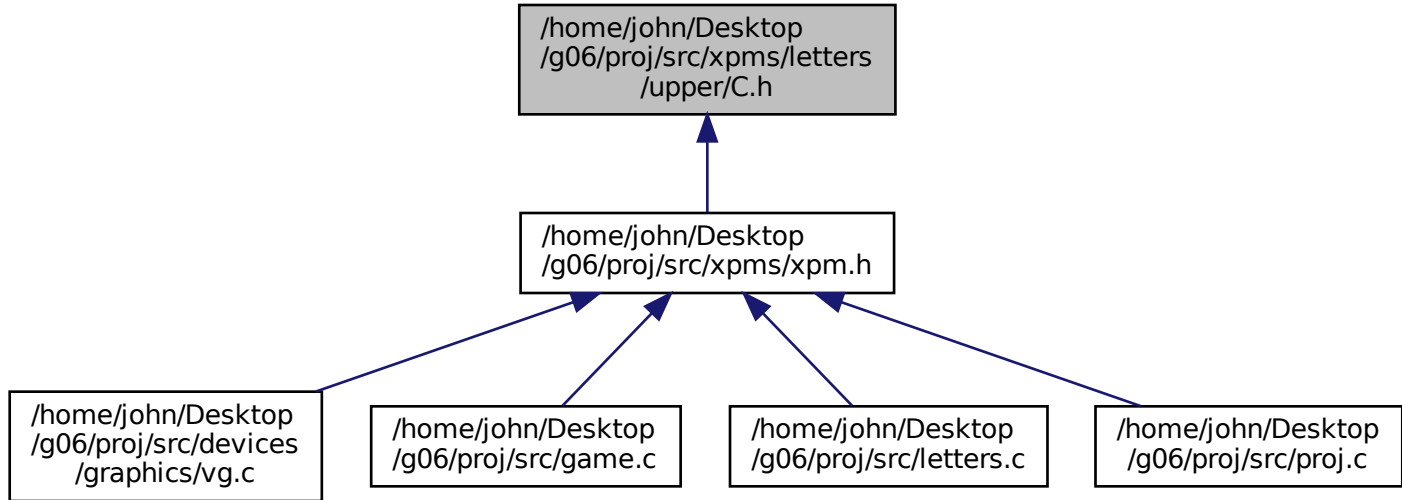 /home/john/Desktop
/g06/proj/src/xpms/letters
/upper/C.h
/home/john/Desktop
/g06/proj/src/xpms/xpm.h
/home/john/Desktop
/g06/proj/src/devices
/graphics/vg.c
/home/john/Desktop
/g06/proj/src/game.c
/home/john/Desktop
/g06/proj/src/letters.c
/home/john/Desktop
/g06/proj/src/proj.c